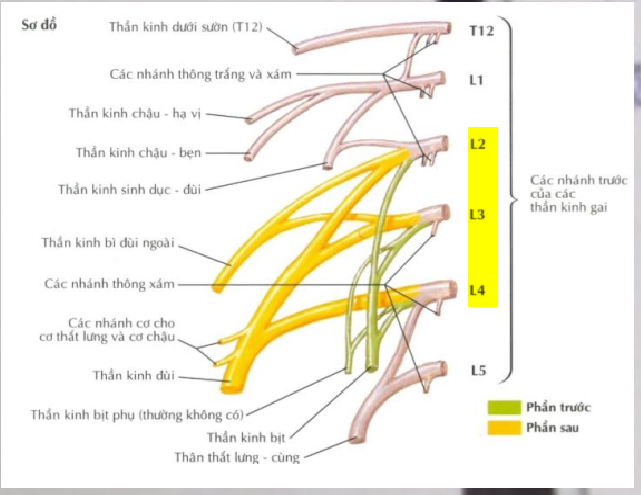 Sơ đồ
Thần kinh dưới sườn (T12)
T12
Các nhánh thông trắng và xám
L1
Thần kinh chậu - hạ vị
Thần kinh chậu - bẹn
L2
Thần kinh sinh dục - đùi
Các nhánh trước
của các
thần kinh gai
L3
Thần kinh bì đùi ngoài
Các nhánh thông xám
L4
Các nhánh cơ cho
cơ thắt lưng và cơ chậu
Thần kinh đùi
L5
Thần kinh bịt phụ (thường không có)
Phần trước
Thần kinh bịt
Phần sau
Thân thắt lưng - cùng